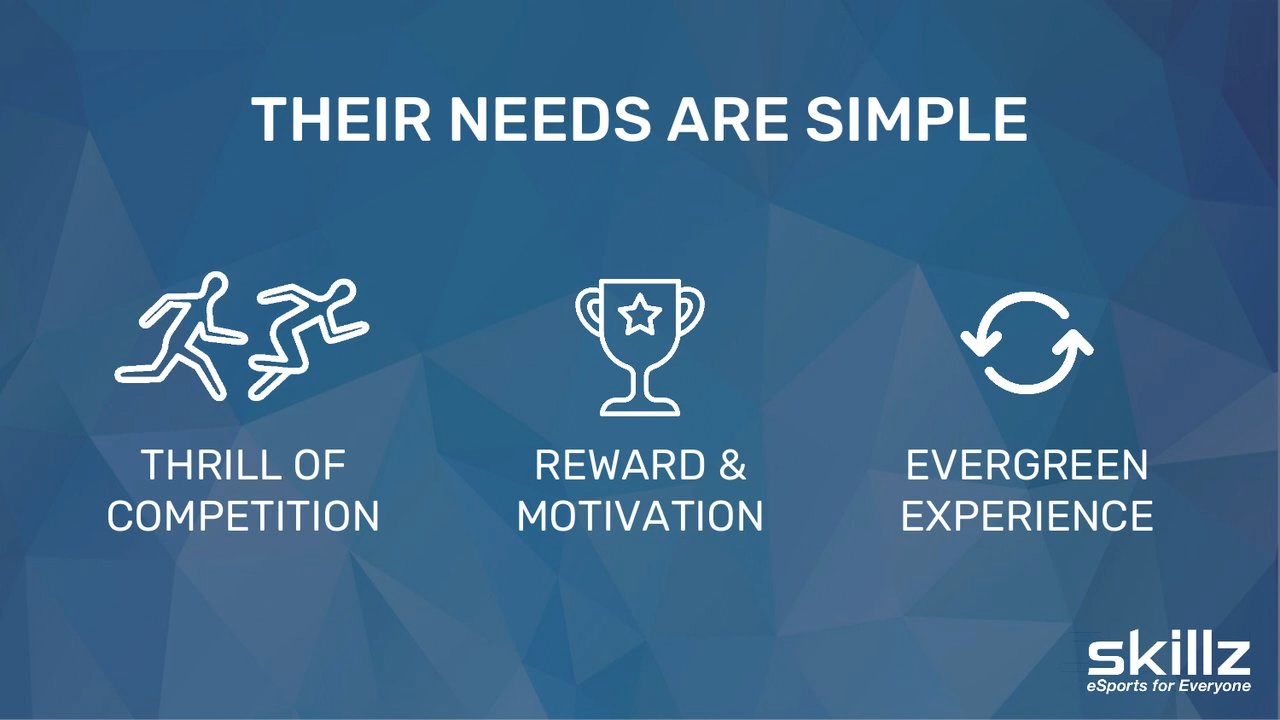 THEIR NEEDS ARE SIMPLE
THRILL OF
COMPETITION
REWARD &
MOTIVATION
EVERGREEN
EXPERIENCE
skillz
eSports for Everyone